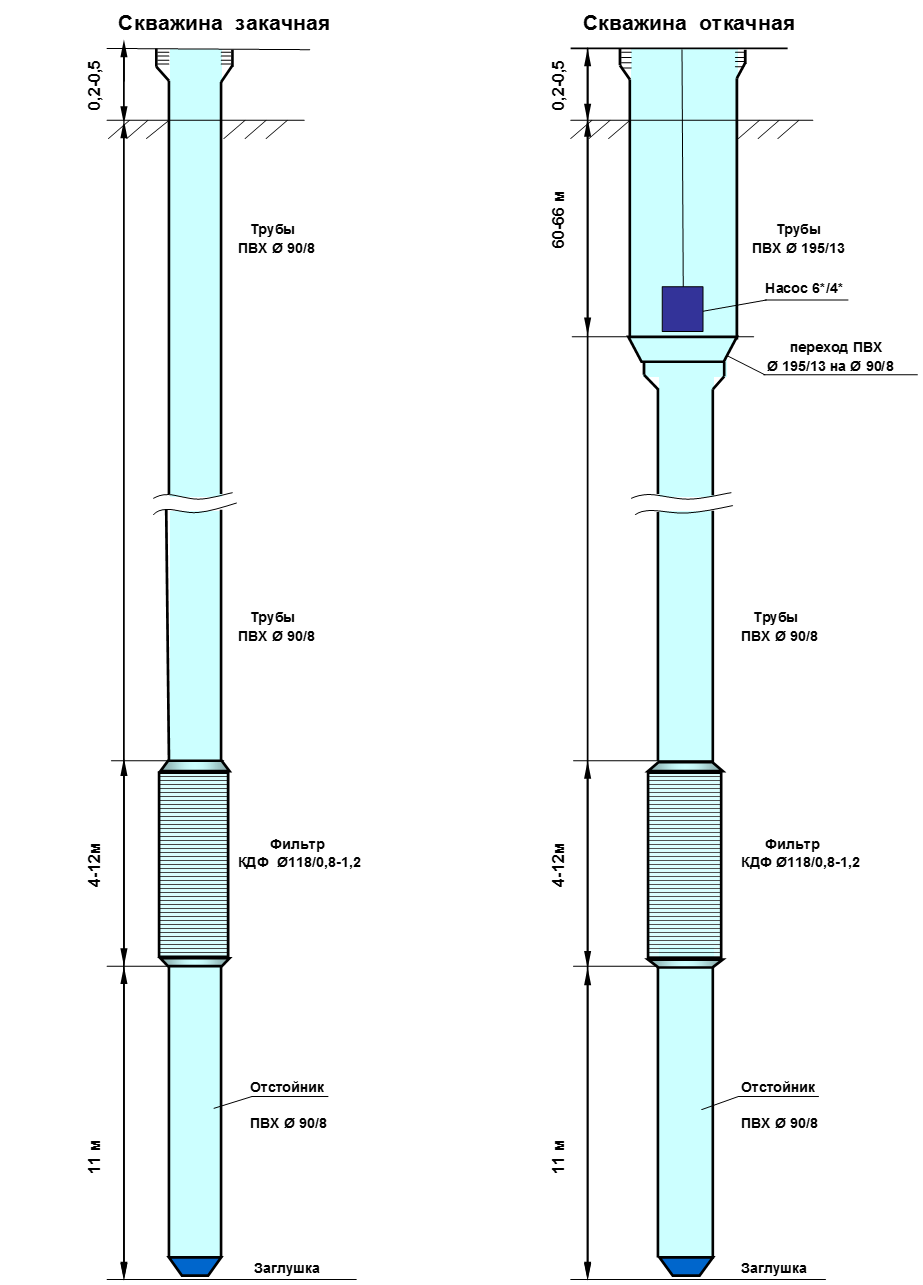 Скважина закачная
0,2-0,5
Трубы
ПВХ Ø 90/8
Трубы
ПВХ Ø 90/8
4-12м
Фильтр
КДФ Ø118/0,8-1,2
Отстойник
ПВХ Ø 90/8
11 м
Заглушка
Скважина откачная
0,2-0,5
60-66 м
Трубы
ПВХ Ø 195/13
Насос 6*/4*
переход ПВХ
Ø 195/13 на Ø 90/8
Трубы
ПВХ Ø 90/8
4-12м
Фильтр
КДФ Ø118/0,8-1,2
Отстойник
ПВХ Ø 90/8
11 м
Заглушка